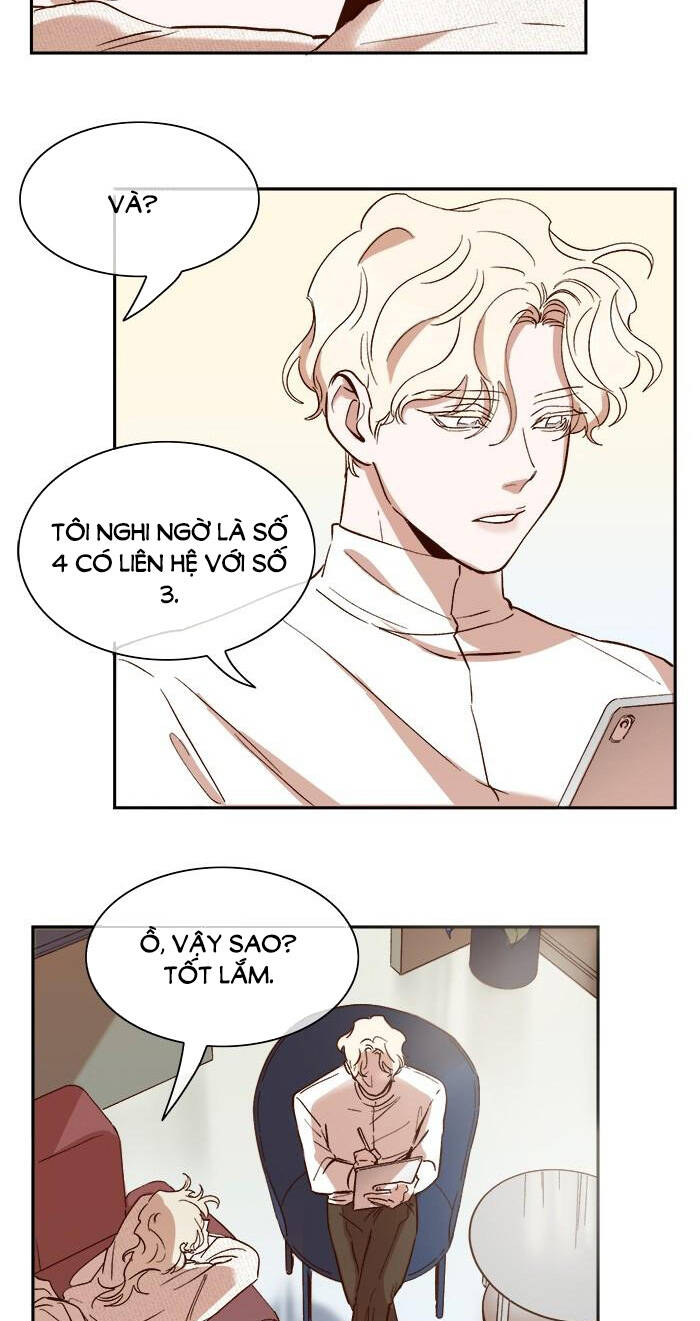 VÀ?
TÔI NGHI NGỜ LÀ SỐ
4 CÓ LIÊN HỆ VỚI SỐ
3.
Ồ, VẬY SAO?
TỐT LẮM.